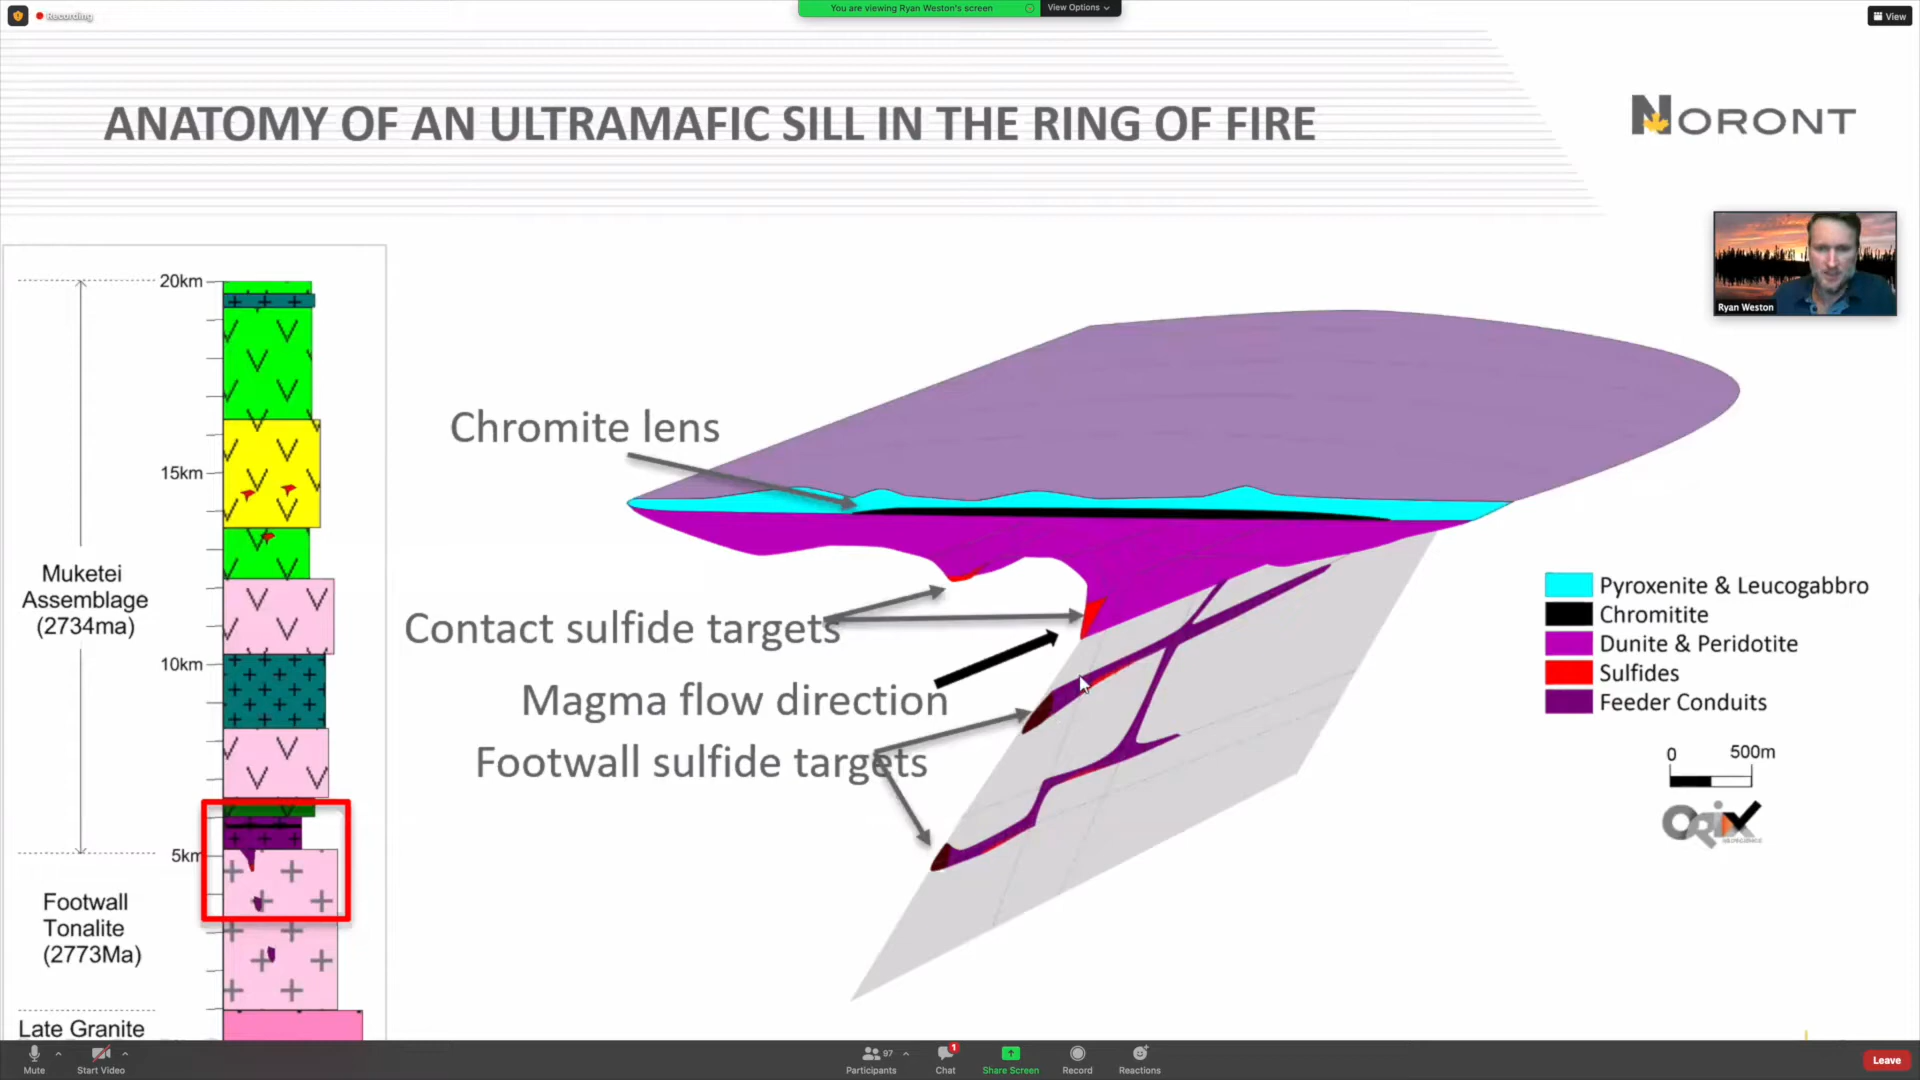 Recording
You are viewing Ryan Weston's screen
View Options
View
ANATOMY OF AN ULTRAMAFIC SILL IN THE RING OF FIRE
NORONT
Ryan Weston
20km
15km
10km
5km
Muketei
Assemblage
(2734ma)
Footwall
Tonalite
(2773Ma)
Late Granite
Chromite lens
Contact sulfide targets
Magma flow direction
Footwall sulfide targets
Pyroxenite & Leucogabbro
Chromitite
Dunite & Peridotite
Sulfides
Feeder Conduits
0 500m
Orix
Mute
Start Video
97
Participants
1
Chat
Share Screen
Record
Reactions
Leave